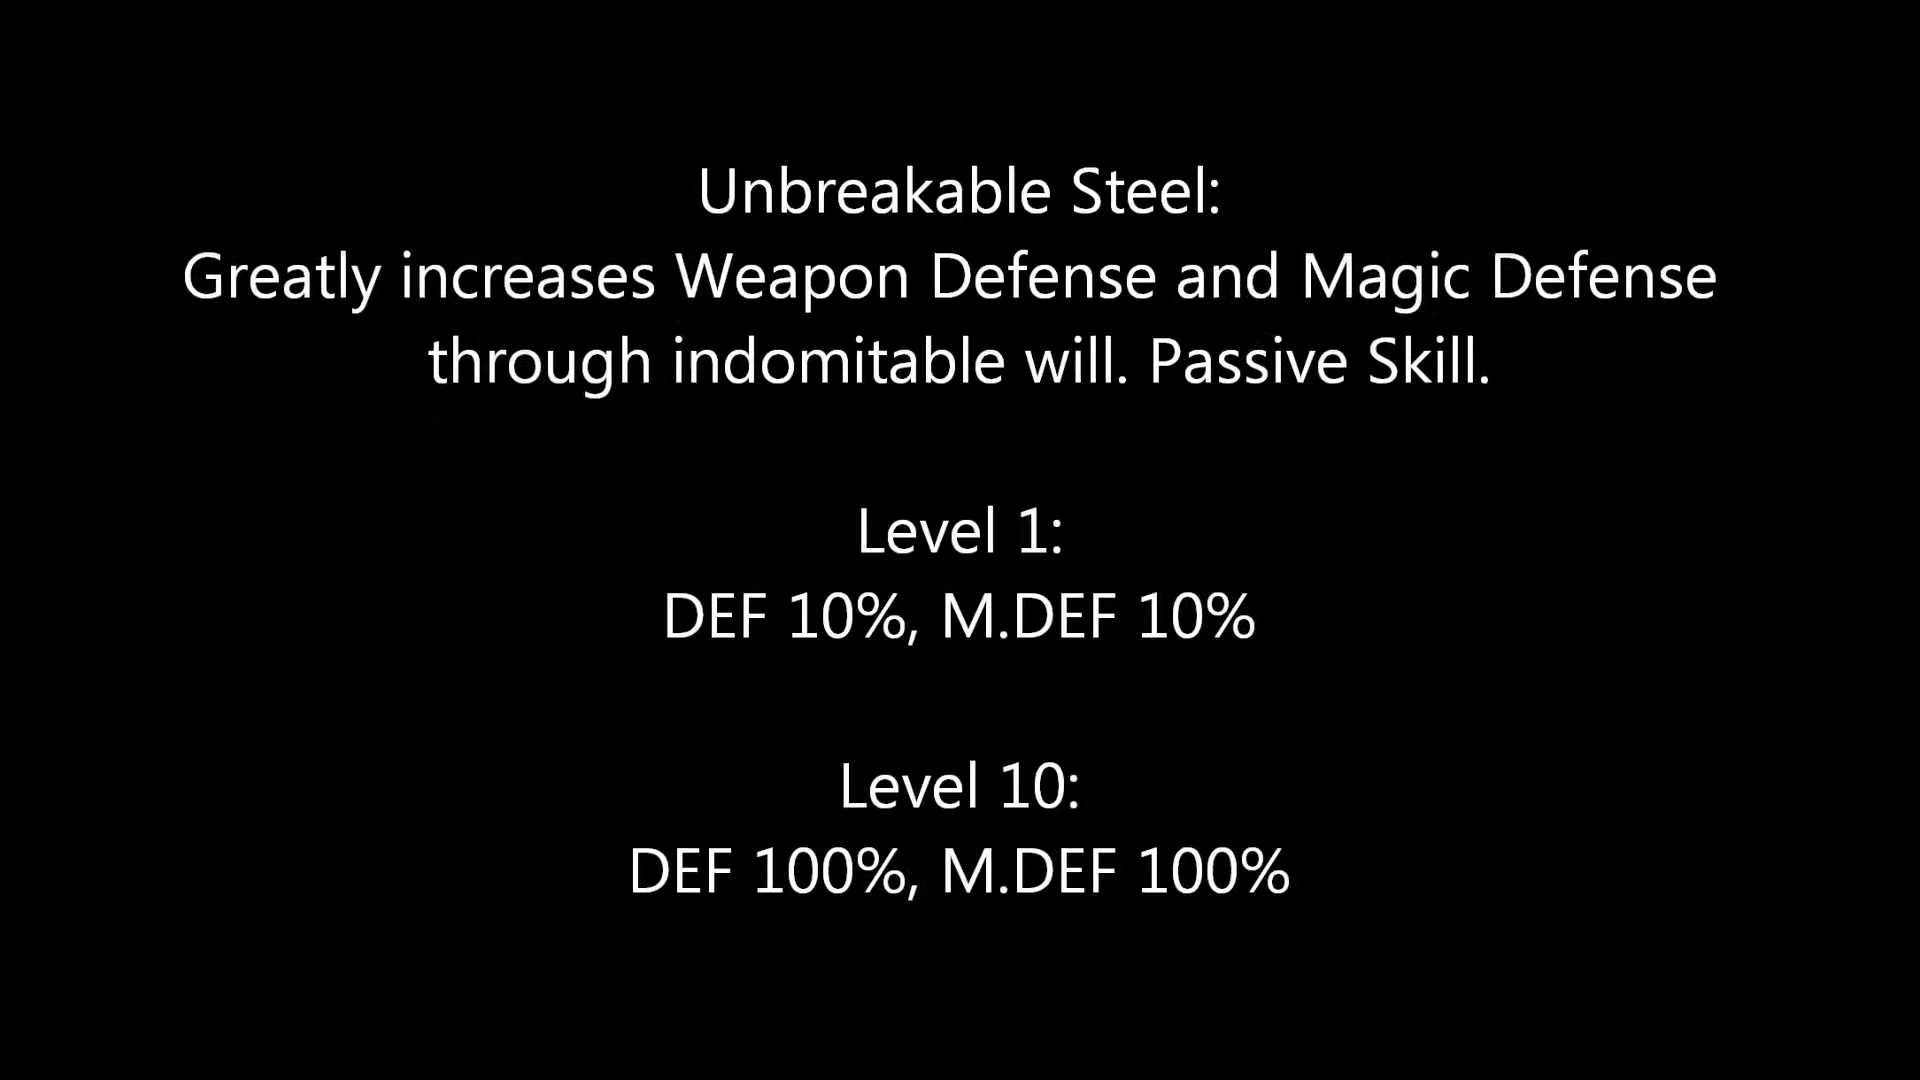 Unbreakable Steel:
Greatly increases Weapon Defense and Magic Defense
through indomitable will. Passive Skill.
Level 1:
DEF 10%, M.DEF 10%
Level 10:
DEF 100%, M.DEF 100%